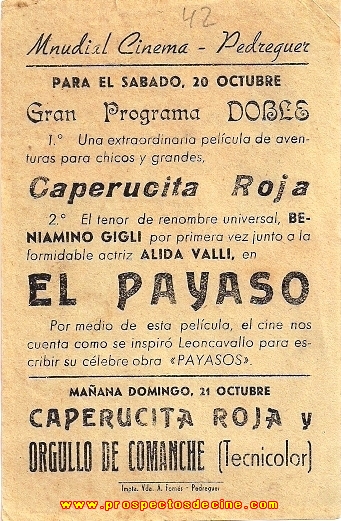 42
Mnudial Cinema - Pedreguer
PARA EL SABADO, 20 OCTUBRE
Gran Programa DOBLE
1.º Una extraordinaria película de aven-
turas para chicos y grandes,
Caperucita Roja
2.º El tenor de renombre universal, BE-
NIAMINO GIGLI por primera vez junto a la
formidable actriz ALIDA VALLI, en
EL PAYASO
Por medio de esta película, el cine nos
cuenta como se inspiró Leoncavallo para es-
cribir su célebre obra «PAYASOS».
MAÑANA DOMINGO, 21 OCTUBRE
CAPERUCITA ROJA y
ORGULLO DE COMANCHE (Tecnicolor)
Impta. Vda. A. Fornés - Pedreguer
www.prospectosdecine.com